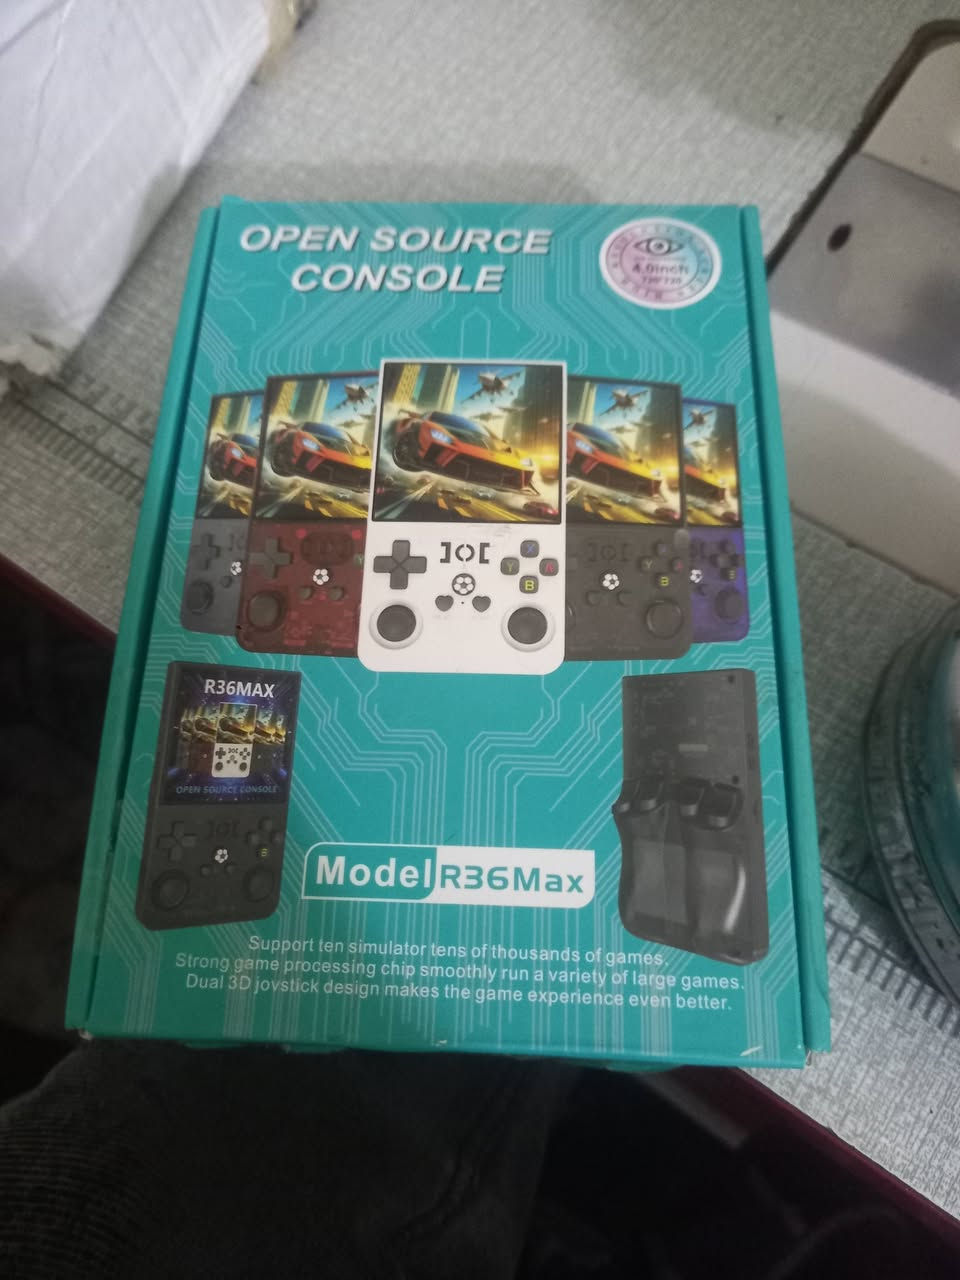 OPEN SOURCE
CONSOLE
4.0inch
720*720
X
Y
A
B
Y
B
B
R36MAX
OPEN SOURCE CONSOLE
B
Model R36Max
Support ten simulator tens of thousands of games.
Strong game processing chip smoothly run a variety of large games.
Dual 3D joystick design makes the game experience even better.